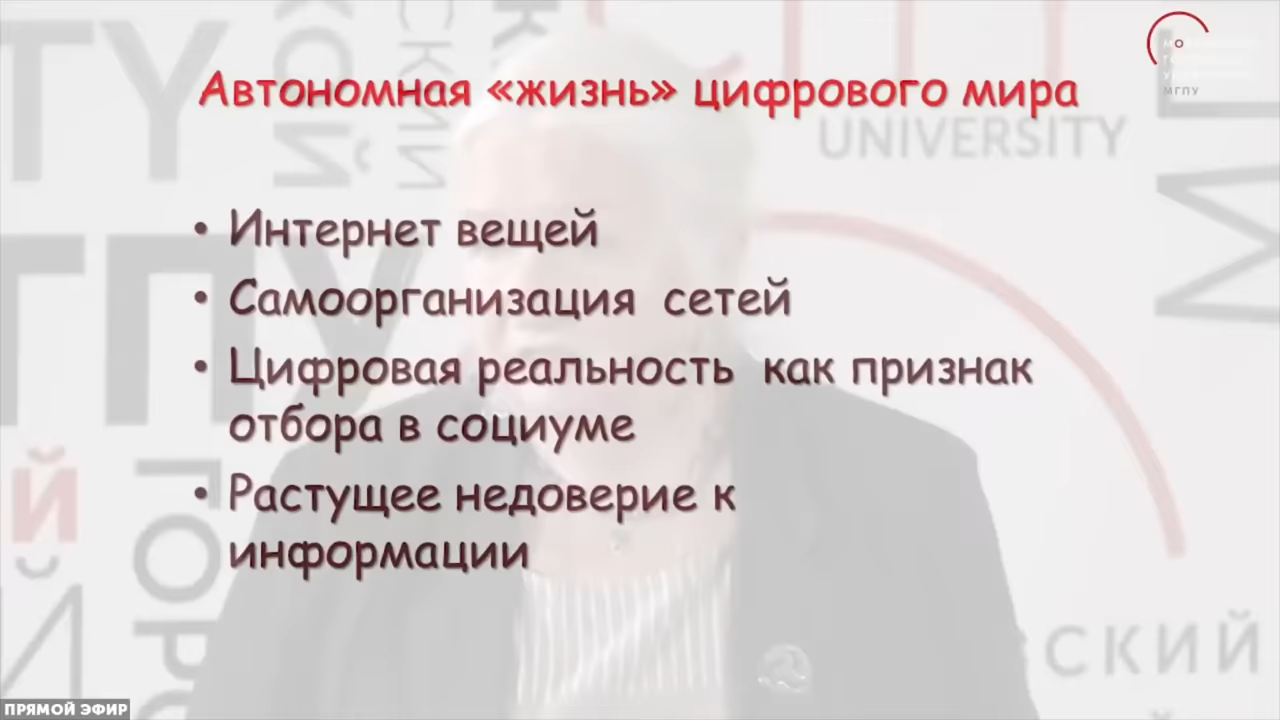 Автономная «жизнь» цифрового мира
UNIVERSITY
• Интернет вещей
• Самоорганизация сетей
• Цифровая реальность как признак
отбора в социуме
• Растущее недоверие к
информации
МГПУ
СКИЙ
ПРЯМОЙ ЭФИР